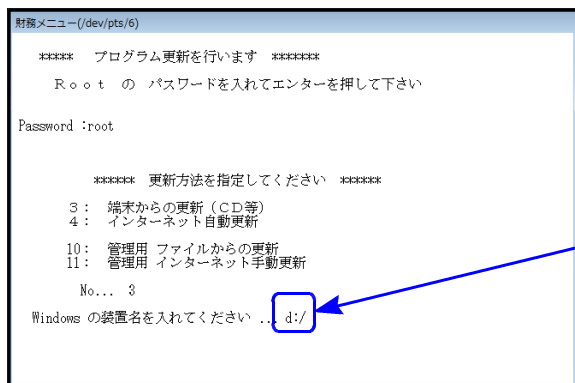 財務メニュー(/dev/pts/6)
***** プログラム更新を行います *******
Ｒｏｏｔ の パスワードを入れてエンターを押して下さい
Password :root
****** 更新方法を指定してください ******
３： 端末からの更新（ＣＤ等）
４： インターネット自動更新
10： 管理用 ファイルからの更新
11： 管理用 インターネット手動更新
No... 3
Windows の装置名を入れてください ... d:/